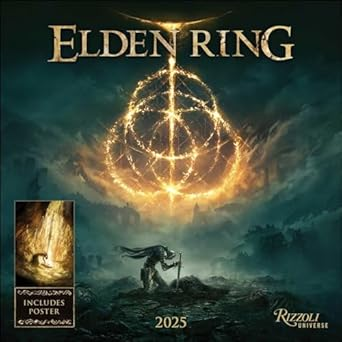 ELDEN RING
INCLUDES
POSTER
2025
RIZZOLI
UNIVERSE